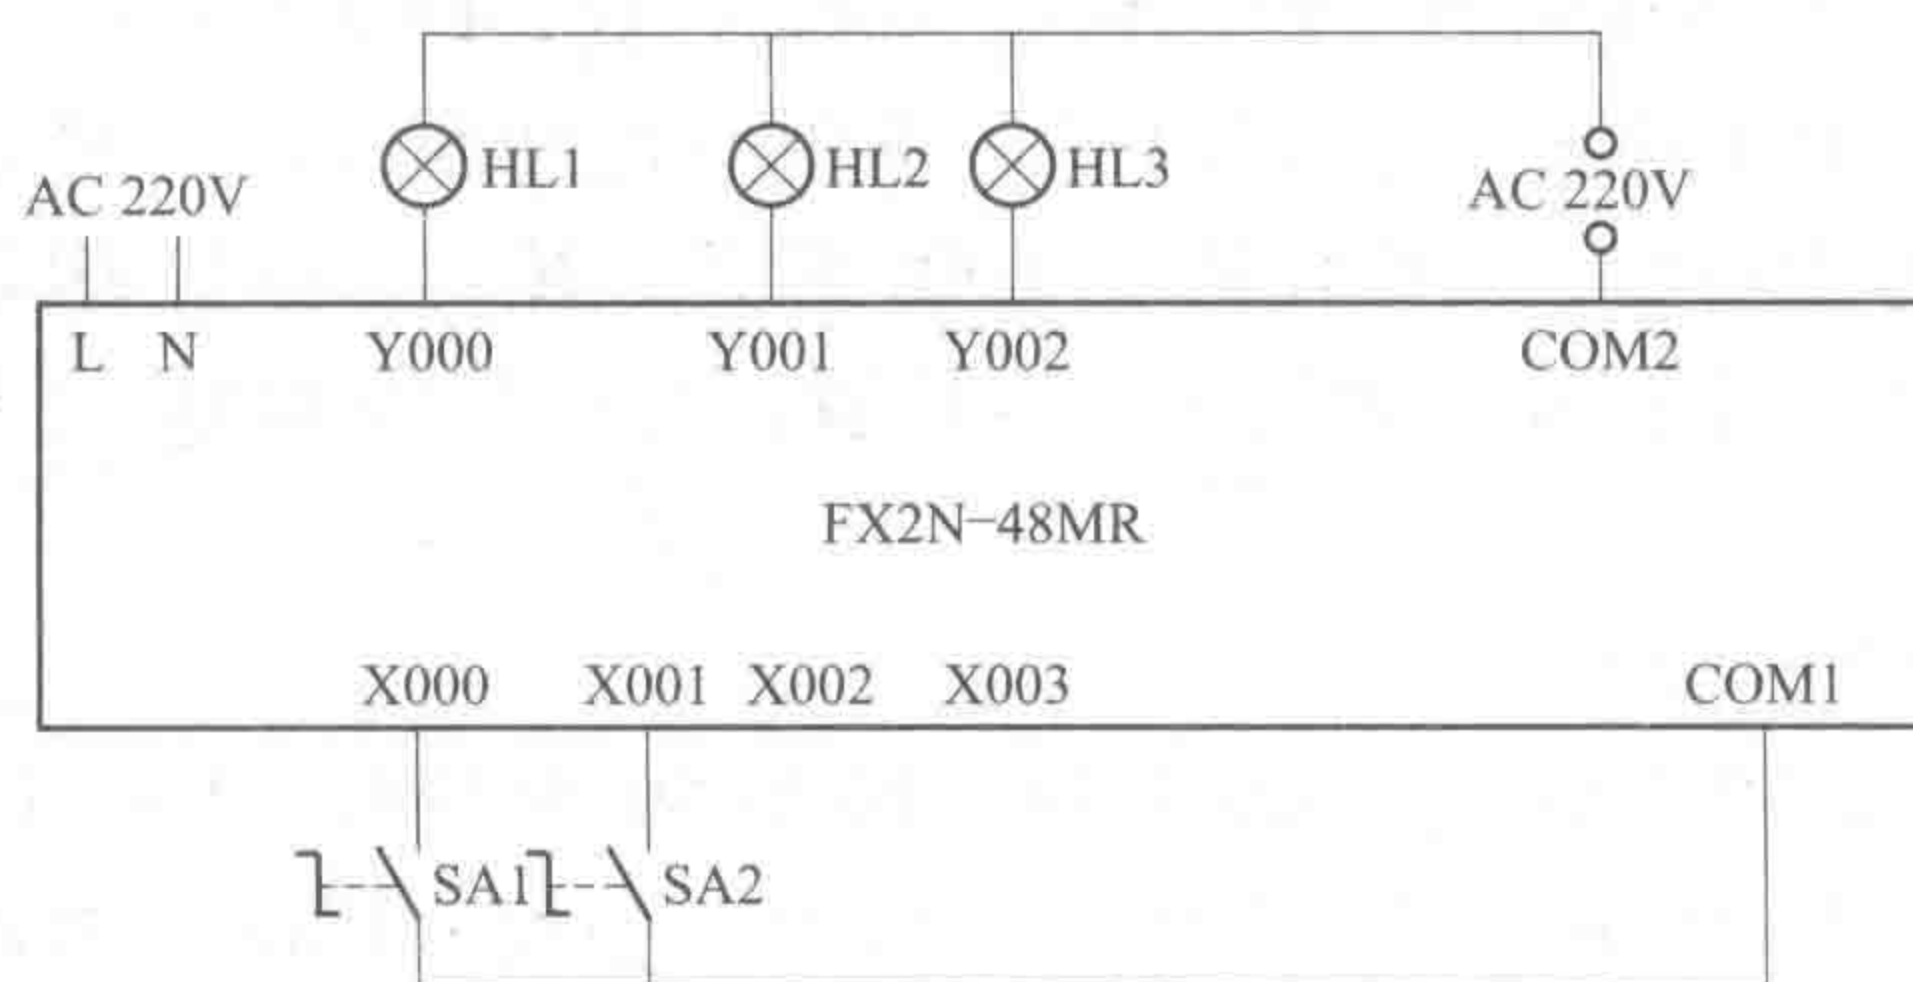 HL1 HL2 HL3
AC 220V AC 220V
L N Y000 Y001 Y002 COM2
FX2N-48MR
X000 X001 X002 X003 COM1
SA1 SA2